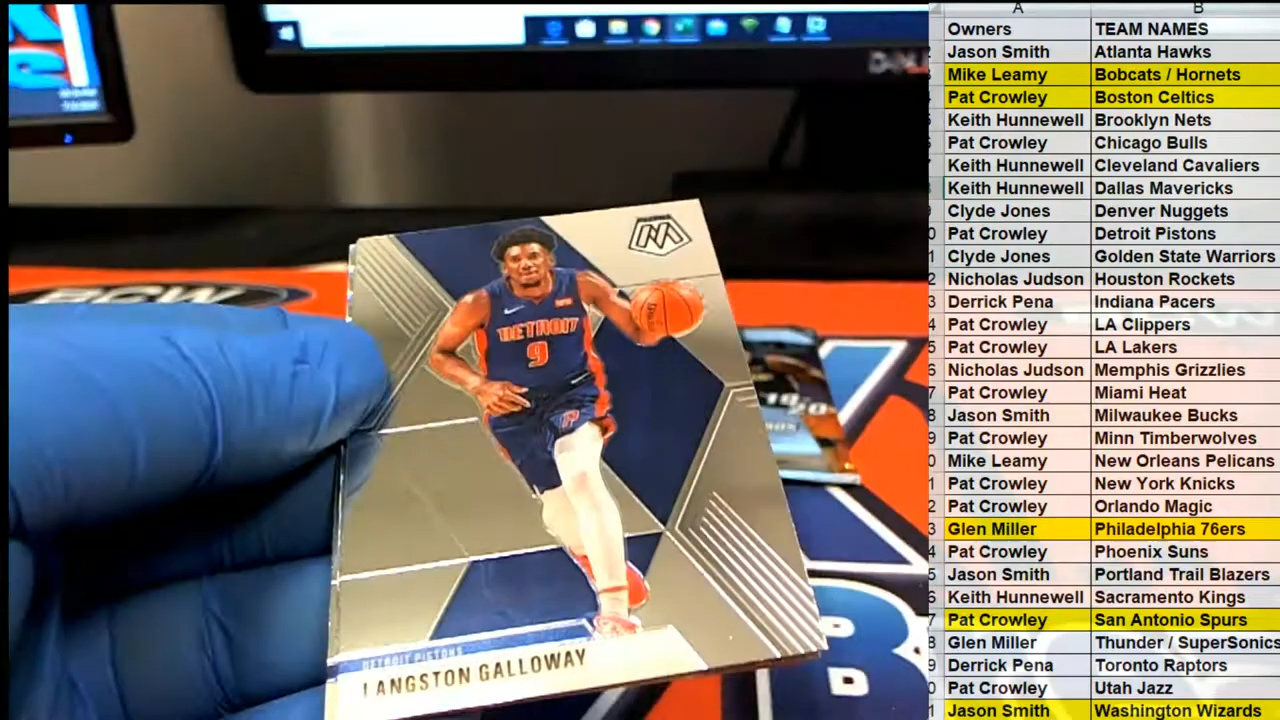 A B
Owners TEAM NAMES
Jason Smith Atlanta Hawks
Mike Leamy Bobcats / Hornets
Pat Crowley Boston Celtics
Keith Hunnewell Brooklyn Nets
Pat Crowley Chicago Bulls
Keith Hunnewell Cleveland Cavaliers
Keith Hunnewell Dallas Mavericks
Clyde Jones Denver Nuggets
Pat Crowley Detroit Pistons
Clyde Jones Golden State Warriors
Nicholas Judson Houston Rockets
Derrick Pena Indiana Pacers
Pat Crowley LA Clippers
Pat Crowley LA Lakers
Nicholas Judson Memphis Grizzlies
Pat Crowley Miami Heat
Jason Smith Milwaukee Bucks
Pat Crowley Minn Timberwolves
Mike Leamy New Orleans Pelicans
Pat Crowley New York Knicks
Pat Crowley Orlando Magic
Glen Miller Philadelphia 76ers
Pat Crowley Phoenix Suns
Jason Smith Portland Trail Blazers
Keith Hunnewell Sacramento Kings
Pat Crowley San Antonio Spurs
Glen Miller Thunder / SuperSonics
Derrick Pena Toronto Raptors
Pat Crowley Utah Jazz
Jason Smith Washington Wizards
DETROIT
9
DETROIT PISTONS
LANGSTON GALLOWAY